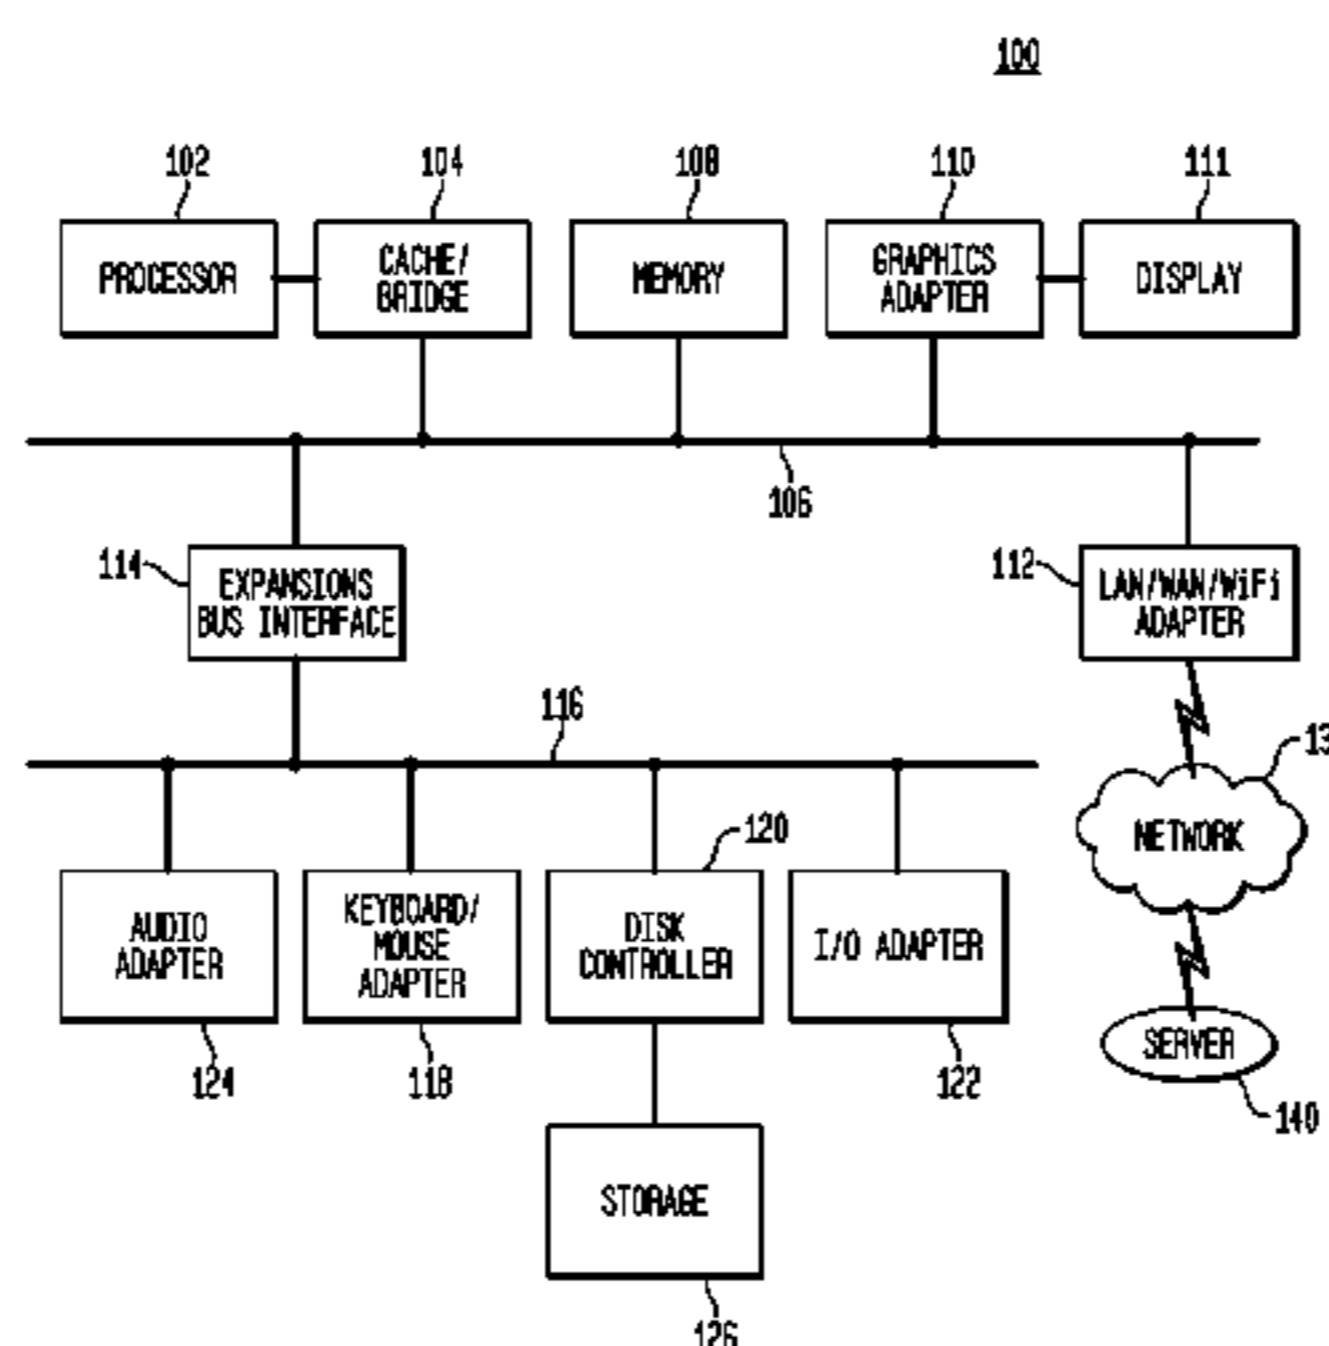 100
102
104
108
110
111
PROCESSOR
CACHE/
BRIDGE
MEMORY
GRAPHICS
ADAPTER
DISPLAY
106
114
EXPANSIONS
BUS INTERFACE
112
LAN/WAN/WiFi
ADAPTER
116
13
NETWORK
120
AUDIO
ADAPTER
KEYBOARD/
MOUSE
ADAPTER
DISK
CONTROLLER
I/O ADAPTER
SERVER
124
118
122
140
STORAGE
126